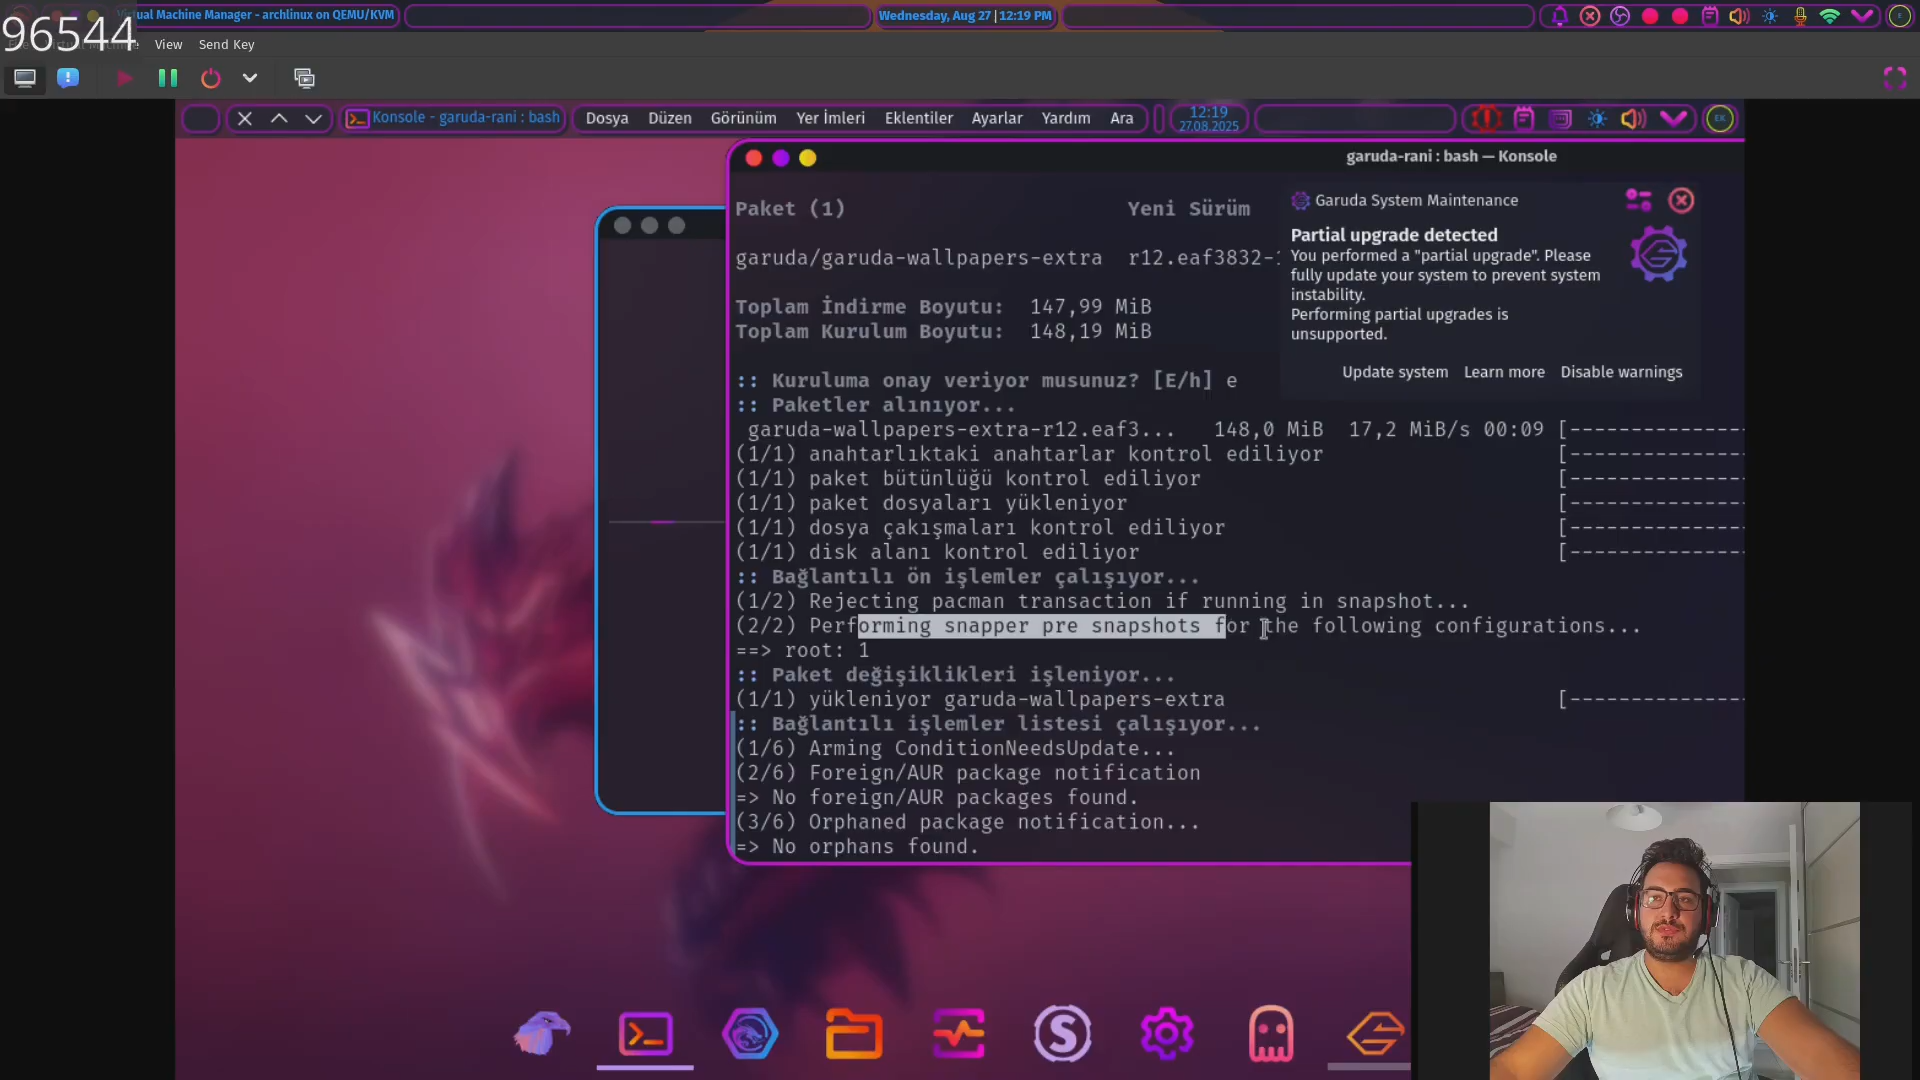 Virtual Machine Manager - archlinux on QEMU/KVM
Wednesday, Aug 27 | 12:19 PM
96544
View
Send Key
Konsole - garuda-rani : bash
Dosya
Düzen
Görünüm
Yer İmleri
Eklentiler
Ayarlar
Yardım
Ara
12:19
27.08.2025
EK
garuda-rani : bash — Konsole
Paket (1) Yeni Sürüm
garuda/garuda-wallpapers-extra r12.eaf3832-1
Toplam İndirme Boyutu: 147,99 MiB
Toplam Kurulum Boyutu: 148,19 MiB
:: Kuruluma onay veriyor musunuz? [E/h] e
:: Paketler alınıyor...
garuda-wallpapers-extra-r12.eaf3... 148,0 MiB 17,2 MiB/s 00:09 [---------------
(1/1) anahtarlıktaki anahtarlar kontrol ediliyor [---------------
(1/1) paket bütünlüğü kontrol ediliyor [---------------
(1/1) paket dosyaları yükleniyor [---------------
(1/1) dosya çakışmaları kontrol ediliyor [---------------
(1/1) disk alanı kontrol ediliyor [---------------
:: Bağlantılı ön işlemler çalışıyor...
(1/2) Rejecting pacman transaction if running in snapshot...
(2/2) Performing snapper pre snapshots for the following configurations...
==> root: 1
:: Paket değişiklikleri işleniyor...
(1/1) yükleniyor garuda-wallpapers-extra [---------------
:: Bağlantılı işlemler listesi çalışıyor...
(1/6) Arming ConditionNeedsUpdate...
(2/6) Foreign/AUR package notification
=> No foreign/AUR packages found.
(3/6) Orphaned package notification...
=> No orphans found.
Garuda System Maintenance
Partial upgrade detected
You performed a "partial upgrade". Please
fully update your system to prevent system
instability.
Performing partial upgrades is
unsupported.
Update system
Learn more
Disable warnings